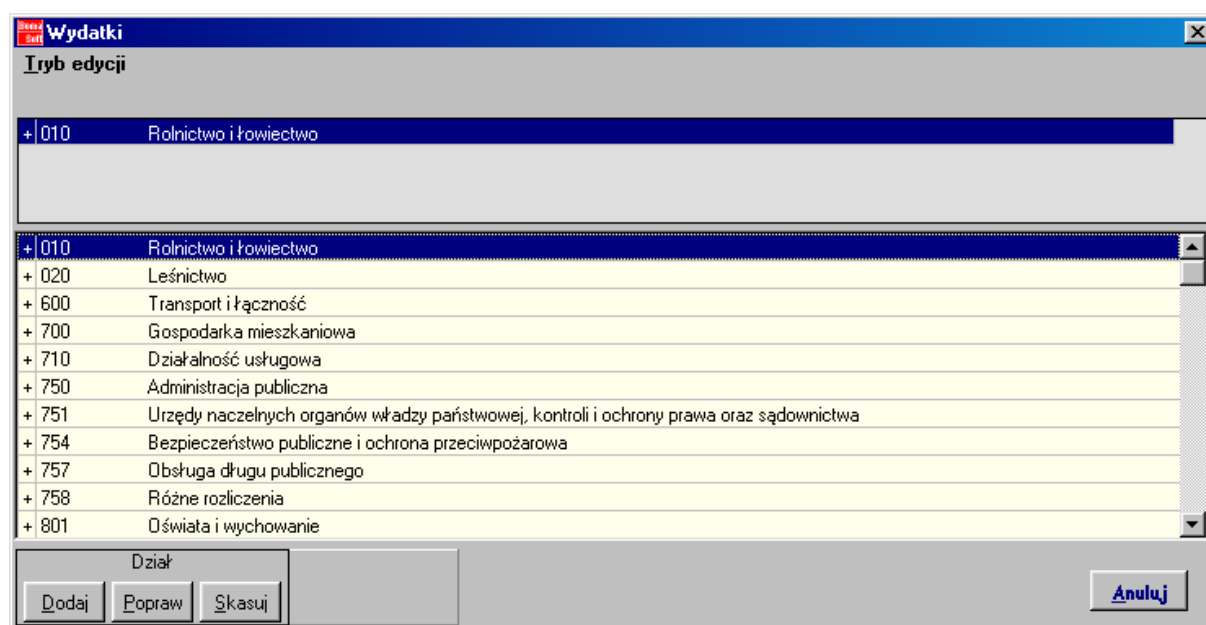 Doma Soft Wydatki
Tryb edycji
+ 010 Rolnictwo i łowiectwo
+ 010 Rolnictwo i łowiectwo
+ 020 Leśnictwo
+ 600 Transport i łączność
+ 700 Gospodarka mieszkaniowa
+ 710 Działalność usługowa
+ 750 Administracja publiczna
+ 751 Urzędy naczelnych organów władzy państwowej, kontroli i ochrony prawa oraz sądownictwa
+ 754 Bezpieczeństwo publiczne i ochrona przeciwpożarowa
+ 757 Obsługa długu publicznego
+ 758 Różne rozliczenia
+ 801 Oświata i wychowanie
Dział
Dodaj Popraw Skasuj Anuluj